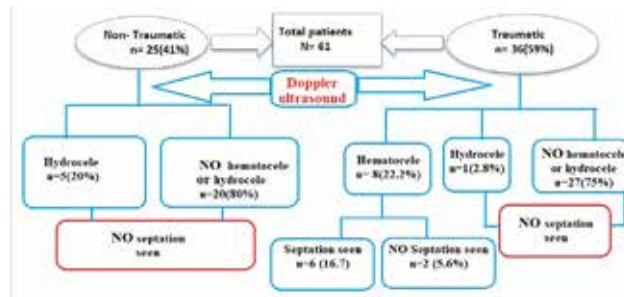 Non- Traumatic
n= 25(41%)
Total patients
N= 61
Traumatic
n= 36(59%)
Doppler
ultrasound
Hydrocele
n=5(20%)
NO hematocele
or hydrocele
n=20(80%)
Hematocele
n= 8(22.2%)
Hydrocele
n=1(2.8%)
NO hematocele
or hydrocele
n=27(75%)
NO septation
seen
Septation seen
n=6 (16.7)
NO Septation seen
n=2 (5.6%)
NO septation
seen